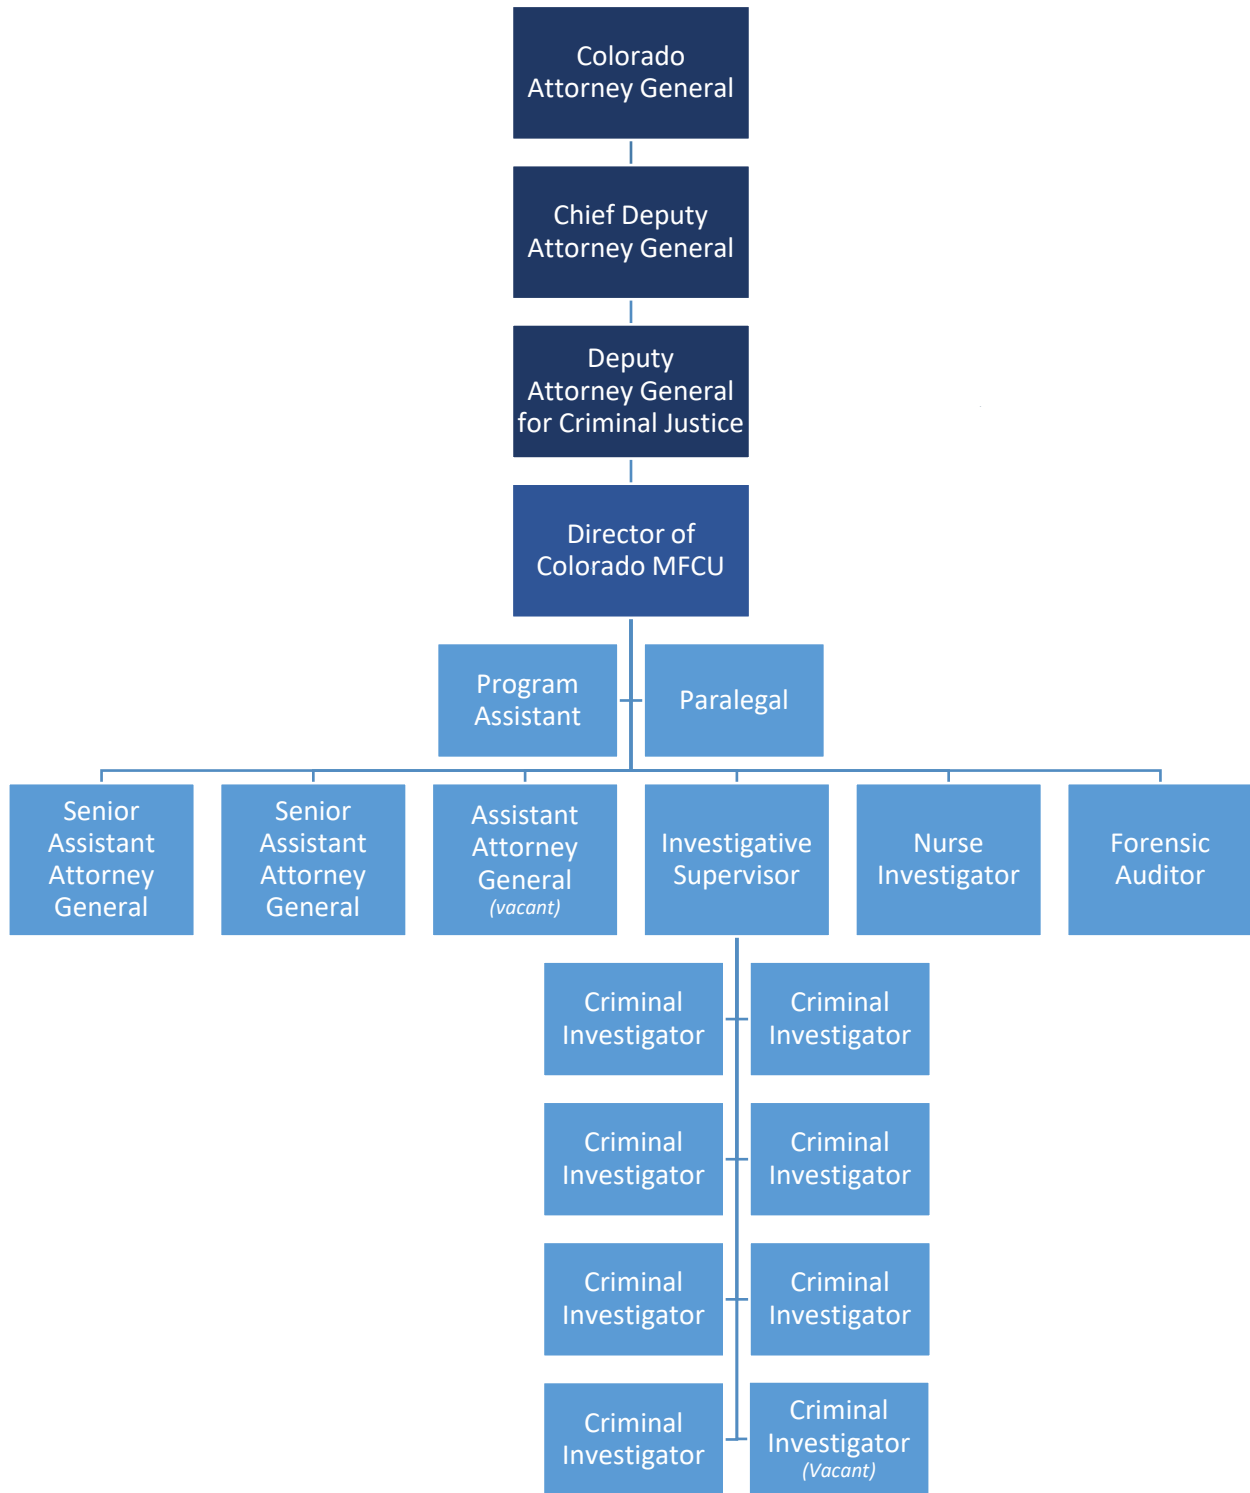 Colorado
Attorney General
Chief Deputy
Attorney General
Deputy
Attorney General
for Criminal Justice
Director of
Colorado MFCU
Program
Assistant
Paralegal
Senior
Assistant
Attorney
General
Senior
Assistant
Attorney
General
Assistant
Attorney
General
(vacant)
Investigative
Supervisor
Nurse
Investigator
Forensic
Auditor
Criminal
Investigator
Criminal
Investigator
Criminal
Investigator
Criminal
Investigator
Criminal
Investigator
Criminal
Investigator
Criminal
Investigator
Criminal
Investigator
(Vacant)